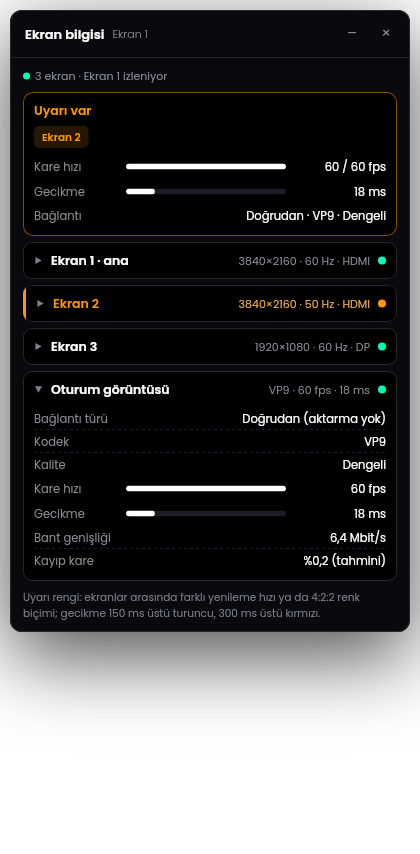 Ekran bilgisi Ekran 1 – ×
3 ekran · Ekran 1 izleniyor
Uyarı var
Ekran 2
Kare hızı 60 / 60 fps
Gecikme 18 ms
Bağlantı Doğrudan · VP9 · Dengeli
Ekran 1 · ana 3840×2160 · 60 Hz · HDMI
Ekran 2 3840×2160 · 50 Hz · HDMI
Ekran 3 1920×1080 · 60 Hz · DP
Oturum görüntüsü VP9 · 60 fps · 18 ms
Bağlantı türü Doğrudan (aktarma yok)
Kodek VP9
Kalite Dengeli
Kare hızı 60 fps
Gecikme 18 ms
Bant genişliği 6,4 Mbit/s
Kayıp kare %0,2 (tahmini)
Uyarı rengi: ekranlar arasında farklı yenileme hızı ya da 4:2:2 renk
biçimi; gecikme 150 ms üstü turuncu, 300 ms üstü kırmızı.